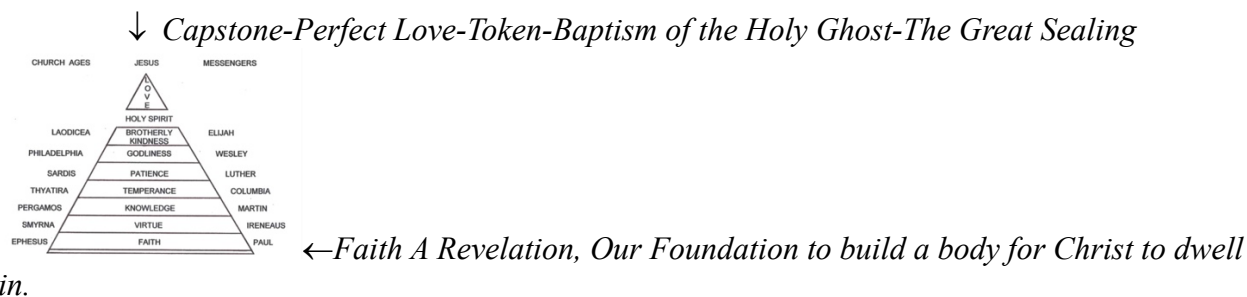 ↓ Capstone-Perfect Love-Token-Baptism of the Holy Ghost-The Great Sealing
CHURCH AGES JESUS MESSENGERS
L
O
V
E
HOLY SPIRIT
LAODICEA BROTHERLY KINDNESS ELIJAH
PHILADELPHIA GODLINESS WESLEY
SARDIS PATIENCE LUTHER
THYATIRA TEMPERANCE COLUMBIA
PERGAMOS KNOWLEDGE MARTIN
SMYRNA VIRTUE IRENEAUS
EPHESUS FAITH PAUL
←Faith A Revelation, Our Foundation to build a body for Christ to dwell
in.